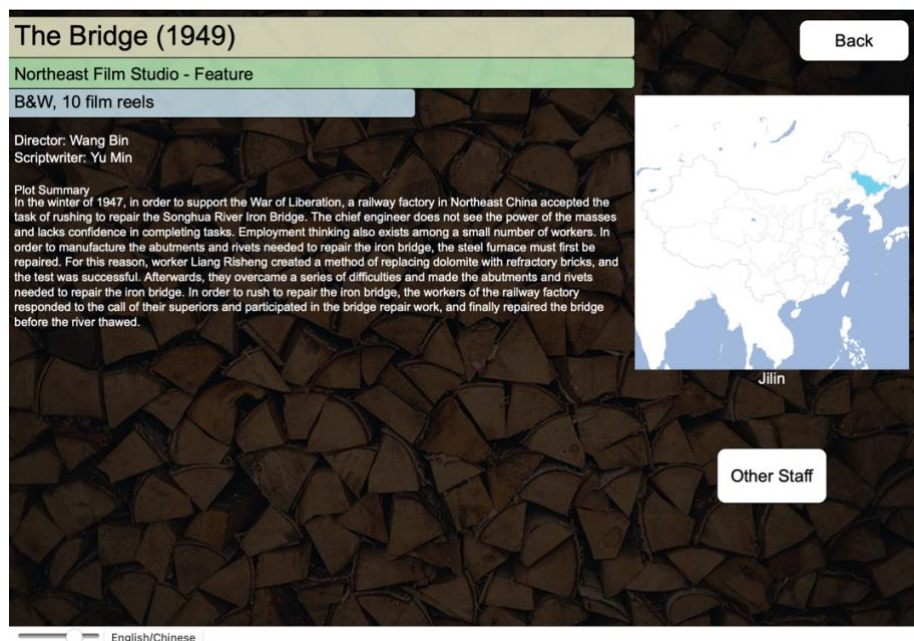 The Bridge (1949)
Back
Northeast Film Studio - Feature
B&W, 10 film reels
Director: Wang Bin
Scriptwriter: Yu Min
Plot Summary
In the winter of 1947, in order to support the War of Liberation, a railway factory in Northeast China accepted the
task of rushing to repair the Songhua River Iron Bridge. The chief engineer does not see the power of the masses
and lacks confidence in completing tasks. Employment thinking also exists among a small number of workers. In
order to manufacture the abutments and rivets needed to repair the iron bridge, the steel furnace must first be
repaired. For this reason, worker Liang Risheng created a method of replacing dolomite with refractory bricks, and
the test was successful. Afterwards, they overcame a series of difficulties and made the abutments and rivets
needed to repair the iron bridge. In order to rush to repair the iron bridge, the workers of the railway factory
responded to the call of their superiors and participated in the bridge repair work, and finally repaired the bridge
before the river thawed.
Jilin
Other Staff
English/Chinese